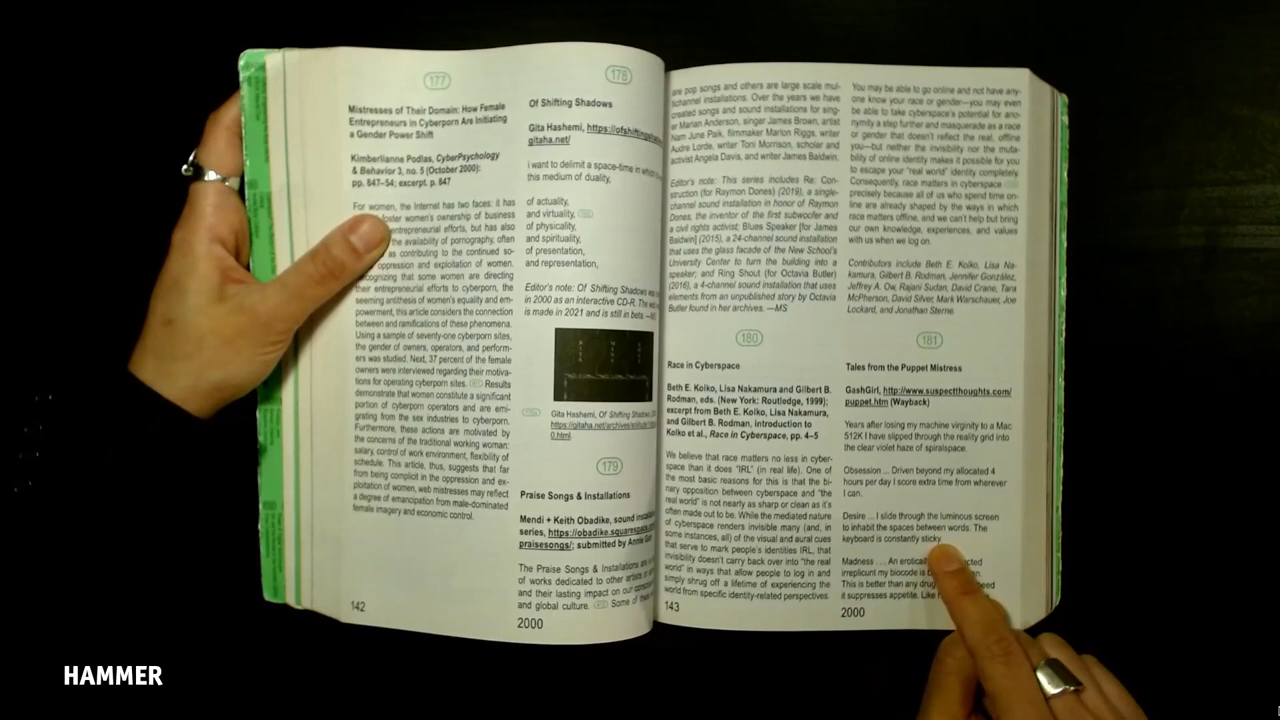 177
Mistresses of Their Domain: How Female
Entrepreneurs in Cyberporn Are Initiating
a Gender Power Shift
Kimberlianne Podlas, CyberPsychology
& Behavior 3, no. 5 (October 2000):
pp. 847–54; excerpt. p. 847
For women, the Internet has two faces: it has
foster women's ownership of business
entrepreneurial efforts, but has also
the availability of pornography, often
as contributing to the continued so-
oppression and exploitation of women.
cognizing that some women are directing
their entrepreneurial efforts to cyberporn, the
seeming antithesis of women's equality and em-
powerment, this article considers the connection
between and ramifications of these phenomena.
Using a sample of seventy-one cyberporn sites,
the gender of owners, operators, and perform-
ers was studied. Next, 37 percent of the female
owners were interviewed regarding their motiva-
tions for operating cyberporn sites. Results
demonstrate that women constitute a significant
portion of cyberporn operators and are emi-
grating from the sex industries to cyberporn.
Furthermore, these actions are motivated by
the concerns of the traditional working woman:
salary, control of work environment, flexibility of
schedule. This article, thus, suggests that far
from being complicit in the oppression and ex-
ploitation of women, web mistresses may reflect
a degree of emancipation from male-dominated
female imagery and economic control.
142
178
Of Shifting Shadows
Gita Hashemi, https://ofshifting
gitaha.net/
i want to delimit a space-time in which
this medium of duality,
of actuality,
and virtuality,
of physicality,
and spirituality,
of presentation,
and representation,
Editor's note: Of Shifting Shadows was
in 2000 as an interactive CD-R. The
is made in 2021 and is still in beta. —MS
Gita Hashemi, Of Shifting Shadows,
https://gitaha.net/archives/
0.html
179
Praise Songs & Installations
Mendi + Keith Obadike, sound installation
series, https://obadike.squarespace.com/
praisesongs/; submitted by Annie
The Praise Songs & Installations are
of works dedicated to other artists
and their lasting impact on our
and global culture. Some of these
2000
are pop songs and others are large scale mul-
tichannel installations. Over the years we have
created songs and sound installations for sing-
er Marian Anderson, singer James Brown, artist
Nam June Paik, filmmaker Marlon Riggs, writer
Audre Lorde, writer Toni Morrison, scholar and
activist Angela Davis, and writer James Baldwin.
Editor's note: This series includes Re: Con-
struction (for Raymon Dones) (2019), a single-
channel sound installation in honor of Raymon
Dones, the inventor of the first subwoofer and
a civil rights activist; Blues Speaker [for James
Baldwin] (2015), a 24-channel sound installation
that uses the glass facade of the New School's
University Center to turn the building into a
speaker; and Ring Shout (for Octavia Butler)
(2016), a 4-channel sound installation that uses
elements from an unpublished story by Octavia
Butler found in her archives. —MS
180
Race in Cyberspace
Beth E. Kolko, Lisa Nakamura and Gilbert B.
Rodman, eds. (New York: Routledge, 1999);
excerpt from Beth E. Kolko, Lisa Nakamura,
and Gilbert B. Rodman, introduction to
Kolko et al., Race in Cyberspace, pp. 4–5
We believe that race matters no less in cyber-
space than it does "IRL" (in real life). One of
the most basic reasons for this is that the bi-
nary opposition between cyberspace and "the
real world" is not nearly as sharp or clean as it's
often made out to be. While the mediated nature
of cyberspace renders invisible many (and, in
some instances, all) of the visual and aural cues
that serve to mark people's identities IRL, that
invisibility doesn't carry back over into "the real
world" in ways that allow people to log in and
simply shrug off a lifetime of experiencing the
world from specific identity-related perspectives.
143
You may be able to go online and not have any-
one know your race or gender—you may even
be able to take cyberspace's potential for ano-
nymity a step further and masquerade as a race
or gender that doesn't reflect the real, offline
you—but neither the invisibility nor the muta-
bility of online identity makes it possible for you
to escape your "real world" identity completely.
Consequently, race matters in cyberspace
precisely because all of us who spend time on-
line are already shaped by the ways in which
race matters offline, and we can't help but bring
our own knowledge, experiences, and values
with us when we log on.
Contributors include Beth E. Kolko, Lisa Na-
kamura, Gilbert B. Rodman, Jennifer González,
Jeffrey A. Ow, Rajani Sudan, David Crane, Tara
McPherson, David Silver, Mark Warschauer, Joe
Lockard, and Jonathan Sterne.
181
Tales from the Puppet Mistress
GashGirl, http://www.suspectthoughts.com/
puppet.htm (Wayback)
Years after losing my machine virginity to a Mac
512K I have slipped through the reality grid into
the clear violet haze of spiralspace.
Obsession ... Driven beyond my allocated 4
hours per day I score extra time from wherever
I can.
Desire ... I slide through the luminous screen
to inhabit the spaces between words. The
keyboard is constantly sticky.
Madness ... An erotically
irreplicunt my biocode is
This is better than any drug
it suppresses appetite. Like
2000
HAMMER